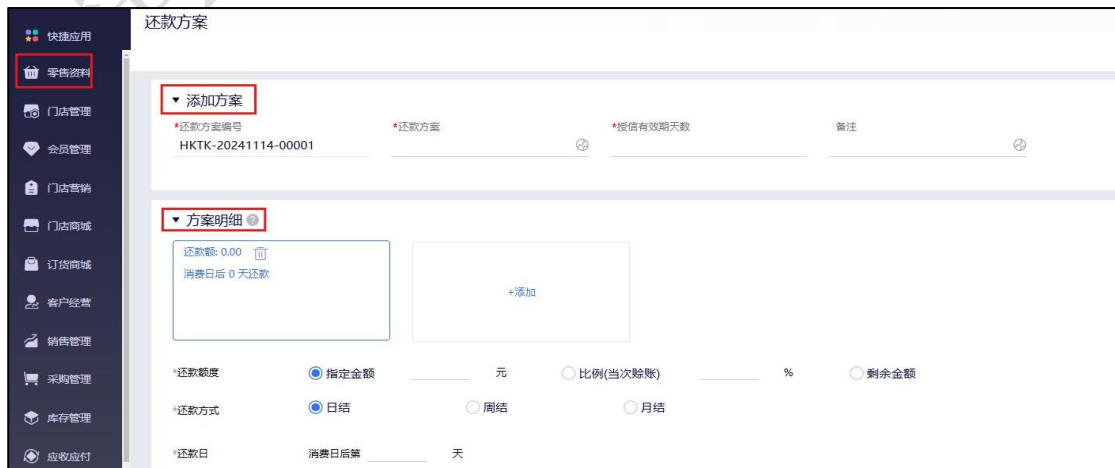 还款方案
快捷应用
零售资料
门店管理
会员管理
门店营销
门店商城
订货商城
客户经营
销售管理
采购管理
库存管理
应收应付
添加方案
*还款方案编号 *还款方案 *授信有效期天数 备注
HKTK-20241114-00001
方案明细 ?
还款额: 0.00
消费日后 0 天还款
+添加
*还款额度 指定金额 元 比例(当次赊账) % 剩余金额
*还款方式 日结 周结 月结
*还款日 消费日后第 天